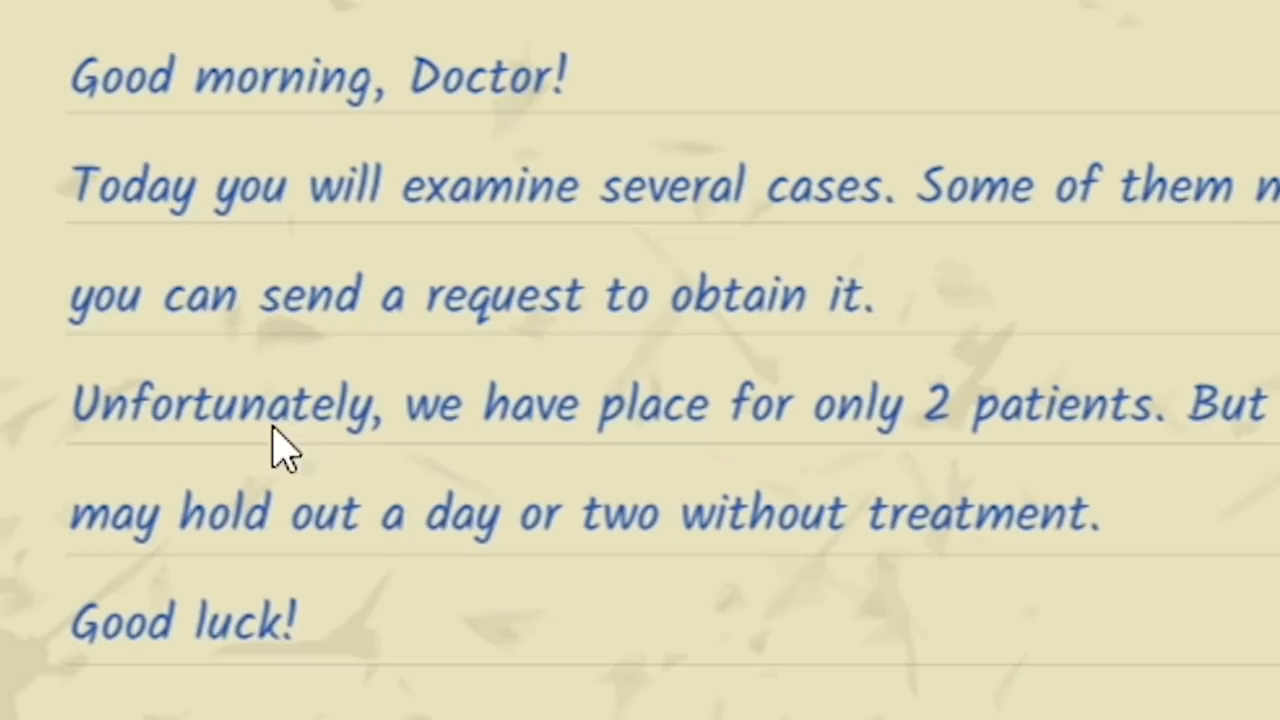 Good morning, Doctor!
Today you will examine several cases. Some of them
you can send a request to obtain it.
Unfortunately, we have place for only 2 patients. But
may hold out a day or two without treatment.
Good luck!